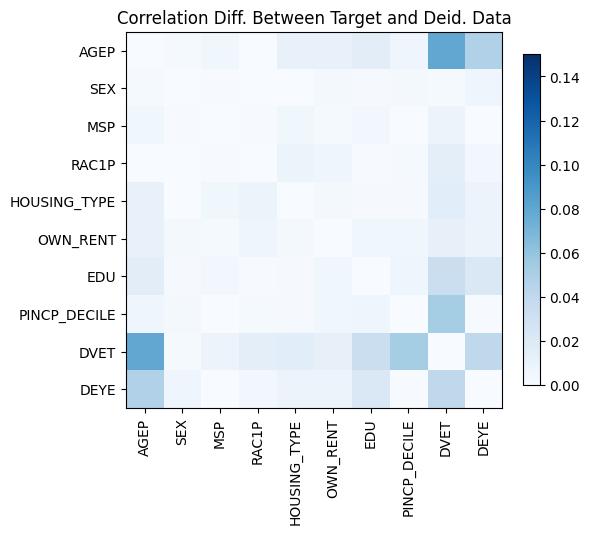 Correlation Diff. Between Target and Deid. Data
AGEP
SEX
MSP
RAC1P
HOUSING_TYPE
OWN_RENT
EDU
PINCP_DECILE
DVET
DEYE
AGEP
SEX
MSP
RAC1P
HOUSING_TYPE
OWN_RENT
EDU
PINCP_DECILE
DVET
DEYE
0.14
0.12
0.10
0.08
0.06
0.04
0.02
0.00